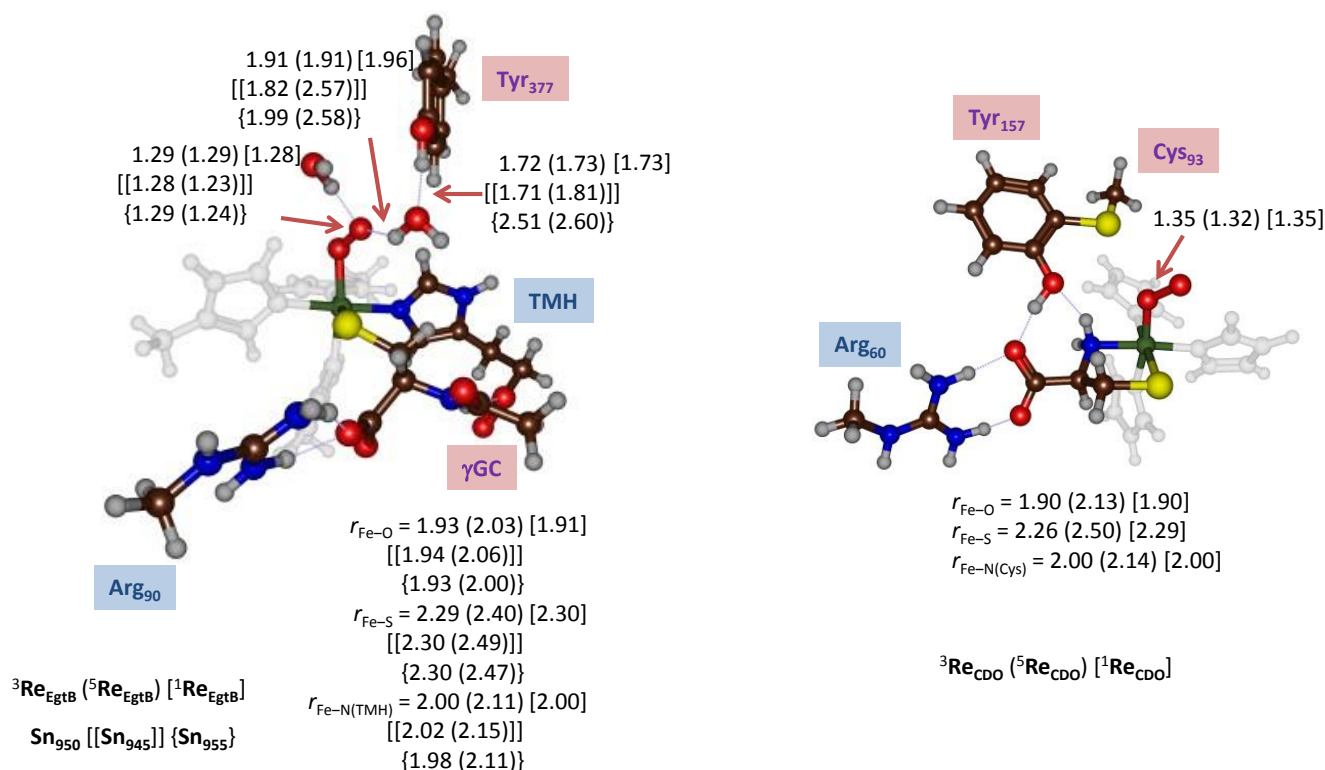 1.91 (1.91) [1.96]
[[1.82 (2.57)]]
{1.99 (2.58)}
Tyr377
1.29 (1.29) [1.28]
[[1.28 (1.23)]]
{1.29 (1.24)}
1.72 (1.73) [1.73]
[[1.71 (1.81)]]
{2.51 (2.60)}
TMH
γGC
Arg90
rFe–O = 1.93 (2.03) [1.91]
[[1.94 (2.06)]]
{1.93 (2.00)}
rFe–S = 2.29 (2.40) [2.30]
[[2.30 (2.49)]]
{2.30 (2.47)}
rFe–N(TMH) = 2.00 (2.11) [2.00]
[[2.02 (2.15)]]
{1.98 (2.11)}
3ReEgtB (5ReEgtB) [1ReEgtB]
Sn950 [[Sn945]] {Sn955}
Tyr157
Cys93
1.35 (1.32) [1.35]
Arg60
rFe–O = 1.90 (2.13) [1.90]
rFe–S = 2.26 (2.50) [2.29]
rFe–N(Cys) = 2.00 (2.14) [2.00]
3ReCDO (5ReCDO) [1ReCDO]